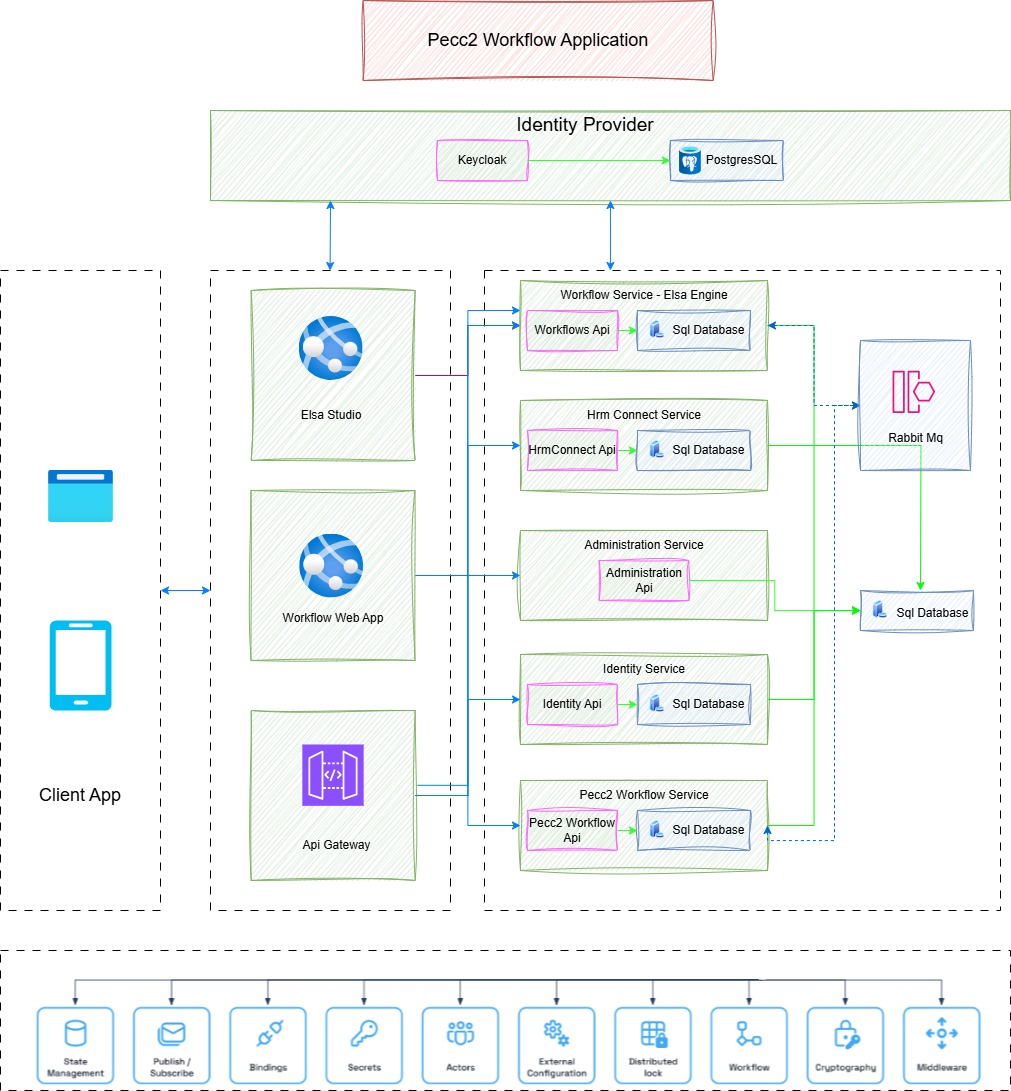 Pecc2 Workflow Application
Identity Provider
Keycloak
PostgresSQL
Elsa Studio
Workflow Web App
Api Gateway
Client App
Workflow Service - Elsa Engine
Workflows Api
Sql Database
Hrm Connect Service
HrmConnect Api
Sql Database
Administration Service
Administration
Api
Identity Service
Identity Api
Sql Database
Pecc2 Workflow Service
Pecc2 Workflow
Api
Sql Database
Rabbit Mq
Sql Database
State
Management
Publish /
Subscribe
Bindings
Secrets
Actors
External
Configuration
Distributed
lock
Workflow
Cryptography
Middleware